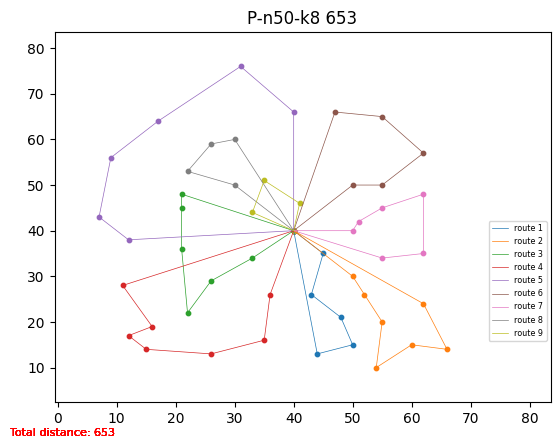 P-n50-k8 653
80
70
60
50
40
30
20
10
0 10 20 30 40 50 60 70 80
route 1
route 2
route 3
route 4
route 5
route 6
route 7
route 8
route 9
Total distance: 653